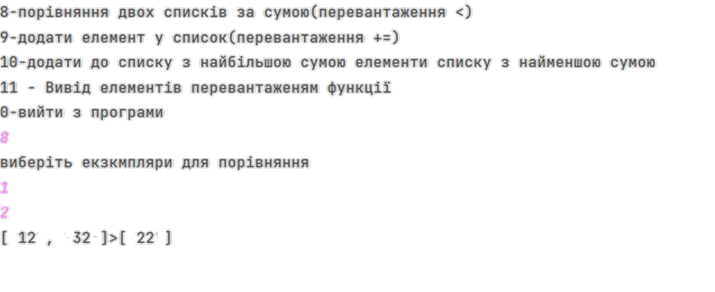 8-порівняння двох списків за сумою(перевантаження <)
9-додати елемент у список(перевантаження +=)
10-додати до списку з найбільшою сумою елементи списку з найменшою сумою
11 - Вивід елементів перевантаженям функції
0-вийти з програми
8
виберіть екзкмпляри для порівняння
1
2
[ 12 , 32 ]>[ 22 ]